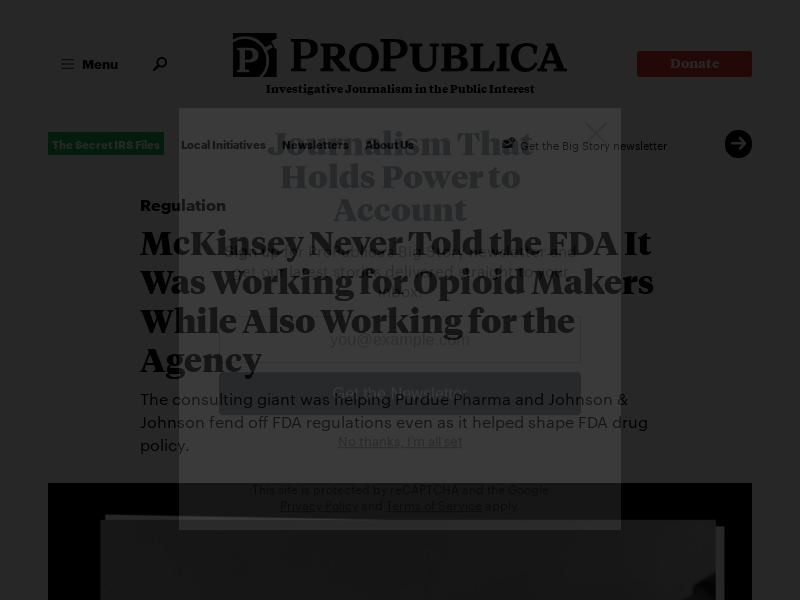 Menu
PROPUBLICA
Donate
Investigative Journalism in the Public Interest
The Secret IRS Files
Local Initiatives
Newsletters
About Us
Get the Big Story newsletter
Journalism That
Holds Power to
Account
Regulation
McKinsey Never Told the FDA It
Was Working for Opioid Makers
While Also Working for the
Agency
Sign up for ProPublica's Big Story newsletter and
get our latest stories delivered straight to your
inbox.
you@example.com
Get the Newsletter
The consulting giant was helping Purdue Pharma and Johnson &
Johnson fend off FDA regulations even as it helped shape FDA drug
policy.
No thanks, I'm all set
This site is protected by reCAPTCHA and the Google
Privacy Policy and Terms of Service apply.